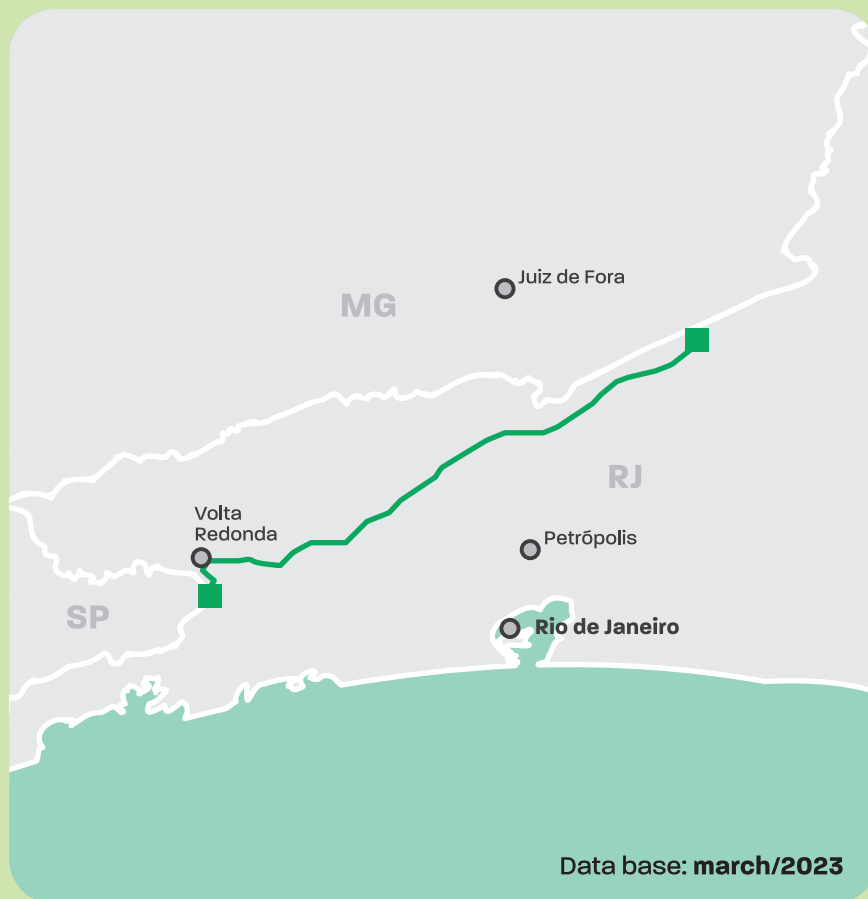 Juiz de Fora
MG
RJ
Volta
Redonda
Petrópolis
SP
Rio de Janeiro
Data base: march/2023